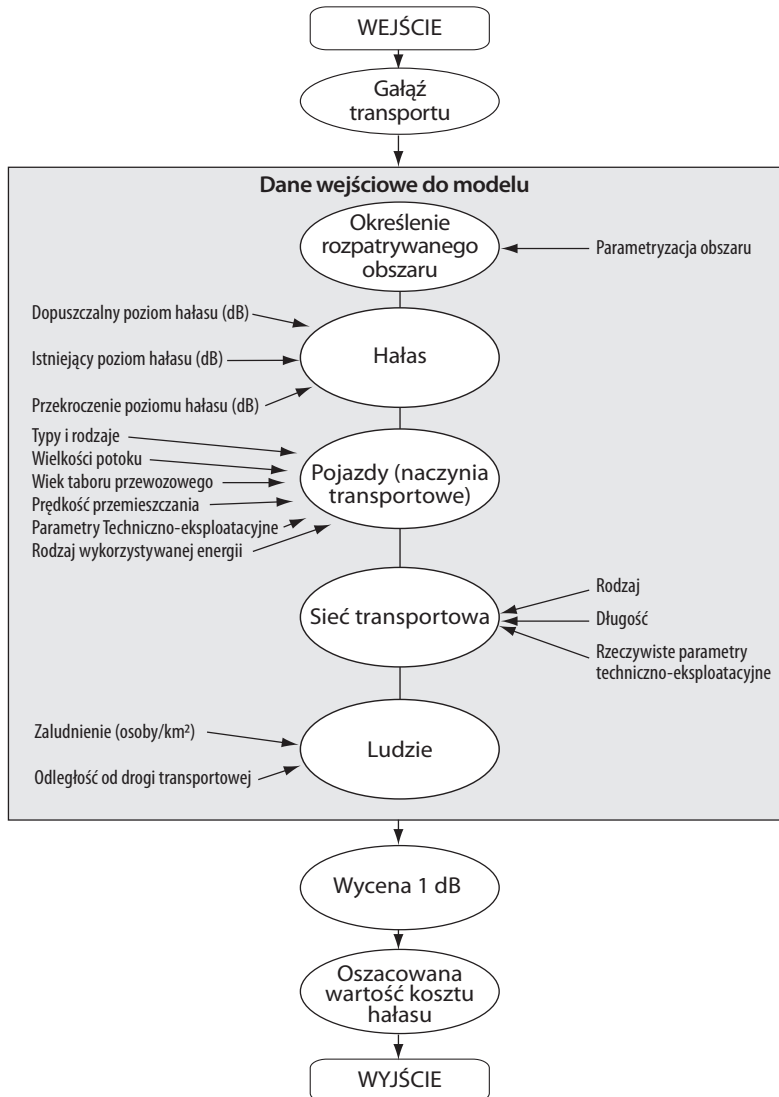 WEJŚCIE
Gałąź
transportu
Dane wejściowe do modelu
Określenie
rozpatrywanego
obszaru
Parametryzacja obszaru
Dopuszczalny poziom hałasu (dB)
Istniejący poziom hałasu (dB)
Przekroczenie poziomu hałasu (dB)
Hałas
Typy i rodzaje
Wielkości potoku
Wiek taboru przewozowego
Prędkość przemieszczania
Parametry Techniczno-eksploatacyjne
Rodzaj wykorzystywanej energii
Pojazdy (naczynia
transportowe)
Sieć transportowa
Rodzaj
Długość
Rzeczywiste parametry
techniczno-eksploatacyjne
Zaludnienie (osoby/km²)
Odległość od drogi transportowej
Ludzie
Wycena 1 dB
Oszacowana
wartość kosztu
hałasu
WYJŚCIE